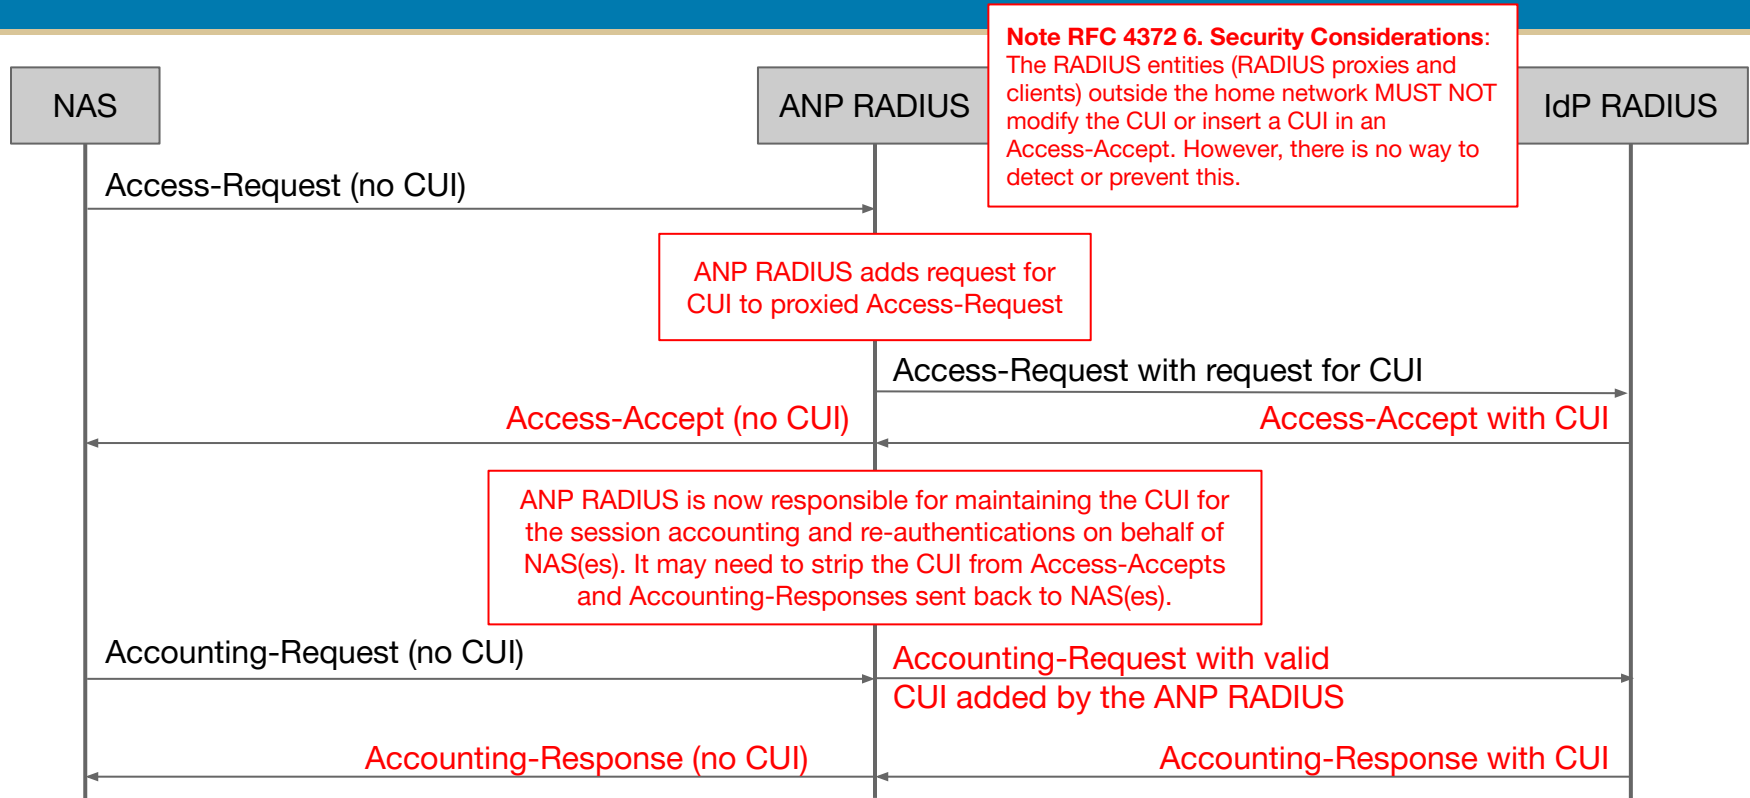 Note RFC 4372 6. Security Considerations:
The RADIUS entities (RADIUS proxies and
clients) outside the home network MUST NOT
modify the CUI or insert a CUI in an
Access-Accept. However, there is no way to
detect or prevent this.
NAS
ANP RADIUS
IdP RADIUS
Access-Request (no CUI)
ANP RADIUS adds request for
CUI to proxied Access-Request
Access-Request with request for CUI
Access-Accept (no CUI)
Access-Accept with CUI
ANP RADIUS is now responsible for maintaining the CUI for
the session accounting and re-authentications on behalf of
NAS(es). It may need to strip the CUI from Access-Accepts
and Accounting-Responses sent back to NAS(es).
Accounting-Request (no CUI)
Accounting-Request with valid
CUI added by the ANP RADIUS
Accounting-Response (no CUI)
Accounting-Response with CUI